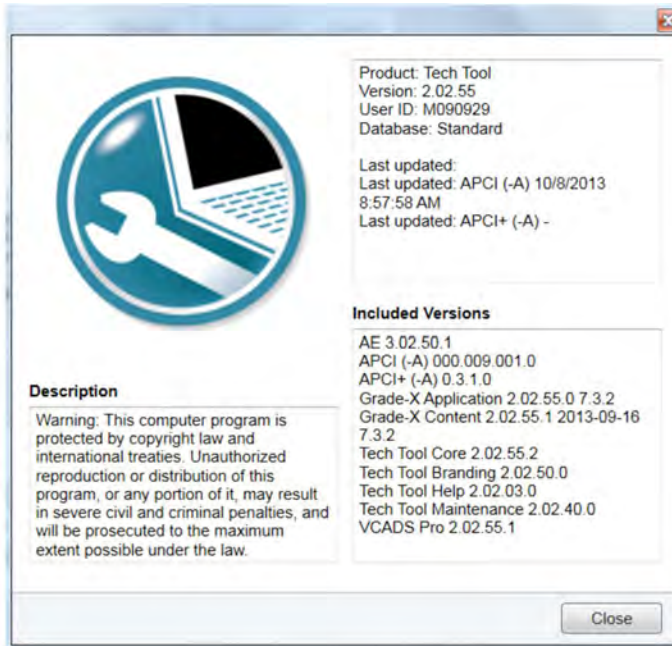 Product: Tech Tool
Version: 2.02.55
User ID: M090929
Database: Standard
Last updated:
Last updated: APCI (-A) 10/8/2013
8:57:58 AM
Last updated: APCI+ (-A) -
Included Versions
AE 3.02.50.1
APCI (-A) 000.009.001.0
APCI+ (-A) 0.3.1.0
Grade-X Application 2.02.55.0 7.3.2
Grade-X Content 2.02.55.1 2013-09-16
7.3.2
Tech Tool Core 2.02.55.2
Tech Tool Branding 2.02.50.0
Tech Tool Help 2.02.03.0
Tech Tool Maintenance 2.02.40.0
VCADS Pro 2.02.55.1
Description
Warning: This computer program is
protected by copyright law and
international treaties. Unauthorized
reproduction or distribution of this
program, or any portion of it, may result
in severe civil and criminal penalties, and
will be prosecuted to the maximum
extent possible under the law.
Close